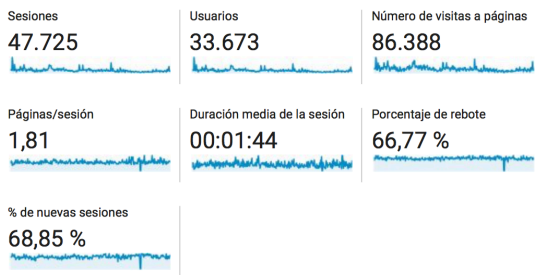 Sesiones
47.725
Usuarios
33.673
Número de visitas a páginas
86.388
Páginas/sesión
1,81
Duración media de la sesión
00:01:44
Porcentaje de rebote
66,77 %
% de nuevas sesiones
68,85 %